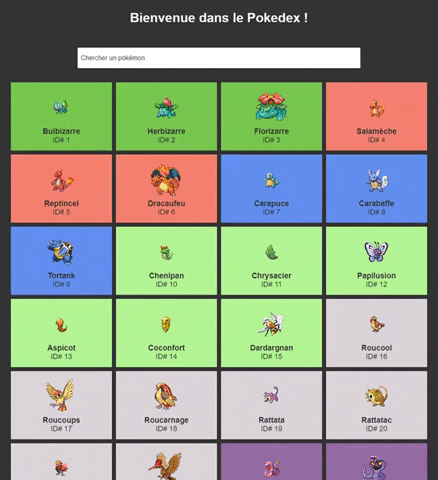 Bienvenue dans le Pokedex !
Chercher un pokémon
Bulbizarre
ID# 1
Herbizarre
ID# 2
Florizarre
ID# 3
Salamèche
ID# 4
Reptincel
ID# 5
Dracaufeu
ID# 6
Carapuce
ID# 7
Carabaffe
ID# 8
Tortank
ID# 9
Chenipan
ID# 10
Chrysacier
ID# 11
Papilusion
ID# 12
Aspicot
ID# 13
Coconfort
ID# 14
Dardargnan
ID# 15
Roucool
ID# 16
Roucoups
ID# 17
Roucarnage
ID# 18
Rattata
ID# 19
Rattatac
ID# 20